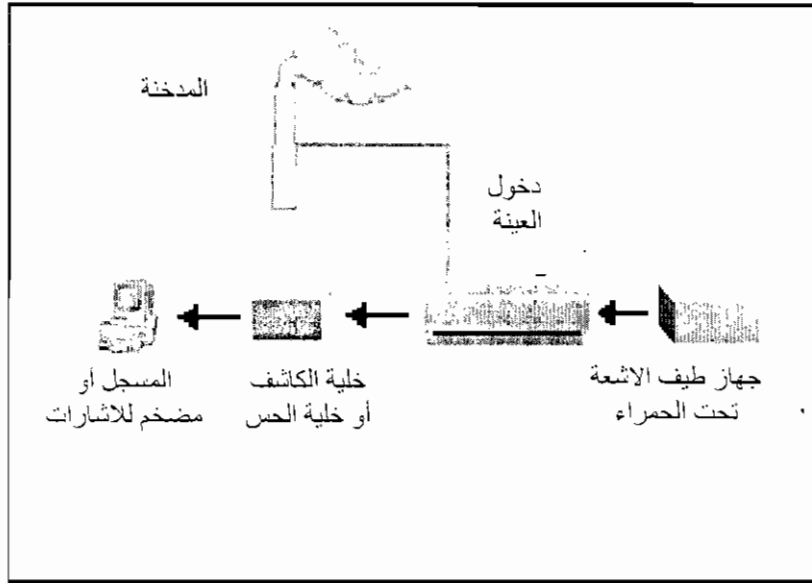 المدخنة
دخول
العينة
جهاز طيف الاشعة
تحت الحمراء
خلية الكاشف
أو خلية الحس
المسجل أو
مضخم للاشارات